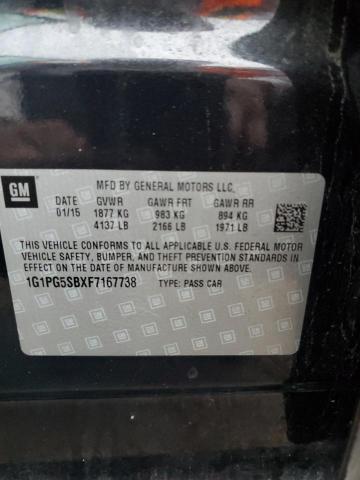 GM
MFD BY GENERAL MOTORS LLC.
DATE GVWR GAWR FRT GAWR RR
01/15 1877 KG 983 KG 894 KG
4137 LB 2166 LB 1971 LB
THIS VEHICLE CONFORMS TO ALL APPLICABLE U.S. FEDERAL MOTOR
VEHICLE SAFETY, BUMPER, AND THEFT PREVENTION STANDARDS
IN EFFECT ON THE DATE OF MANUFACTURE SHOWN ABOVE.
1G1PG5SBXF7167738 TYPE: PASS CAR